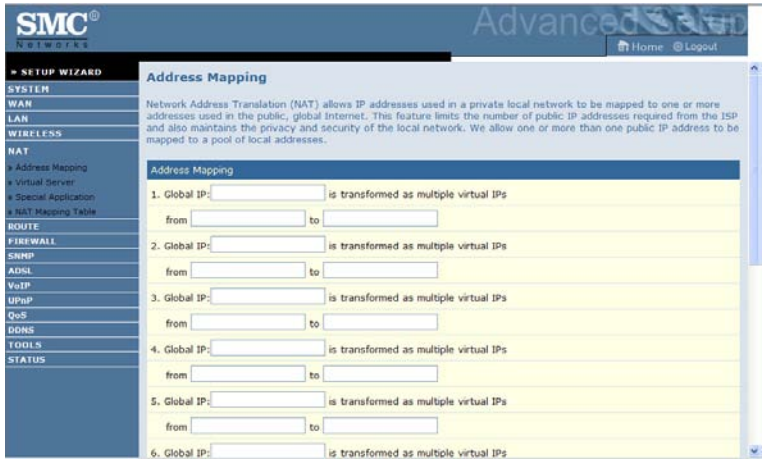 SMC®
Networks
Advanced Setup
Home Logout
» SETUP WIZARD
SYSTEM
WAN
LAN
WIRELESS
NAT
» Address Mapping
» Virtual Server
» Special Application
» NAT Mapping Table
ROUTE
FIREWALL
SNMP
ADSL
VoIP
UPnP
QoS
DDNS
TOOLS
STATUS
Address Mapping
Network Address Translation (NAT) allows IP addresses used in a private local network to be mapped to one or more
addresses used in the public, global Internet. This feature limits the number of public IP addresses required from the ISP
and also maintains the privacy and security of the local network. We allow one or more than one public IP address to be
mapped to a pool of local addresses.
Address Mapping
1. Global IP: is transformed as multiple virtual IPs
from to
2. Global IP: is transformed as multiple virtual IPs
from to
3. Global IP: is transformed as multiple virtual IPs
from to
4. Global IP: is transformed as multiple virtual IPs
from to
5. Global IP: is transformed as multiple virtual IPs
from to
6. Global IP: is transformed as multiple virtual IPs